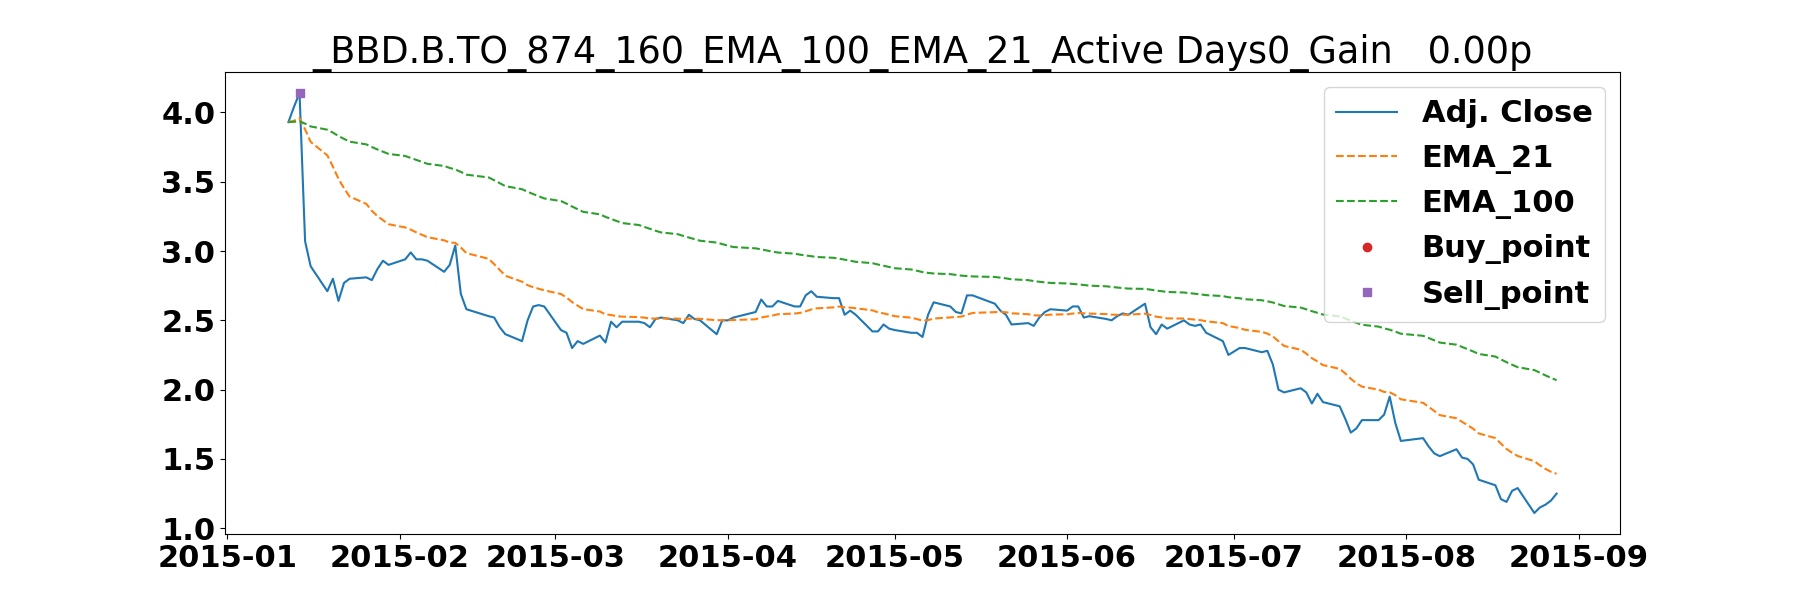 _BBD.B.TO_874_160_EMA_100_EMA_21_Active Days0_Gain   0.00p
4.0
3.5
3.0
2.5
2.0
1.5
1.0
Adj. Close
EMA_21
EMA_100
Buy_point
Sell_point
2015-01 2015-02 2015-03 2015-04 2015-05 2015-06 2015-07 2015-08 2015-09